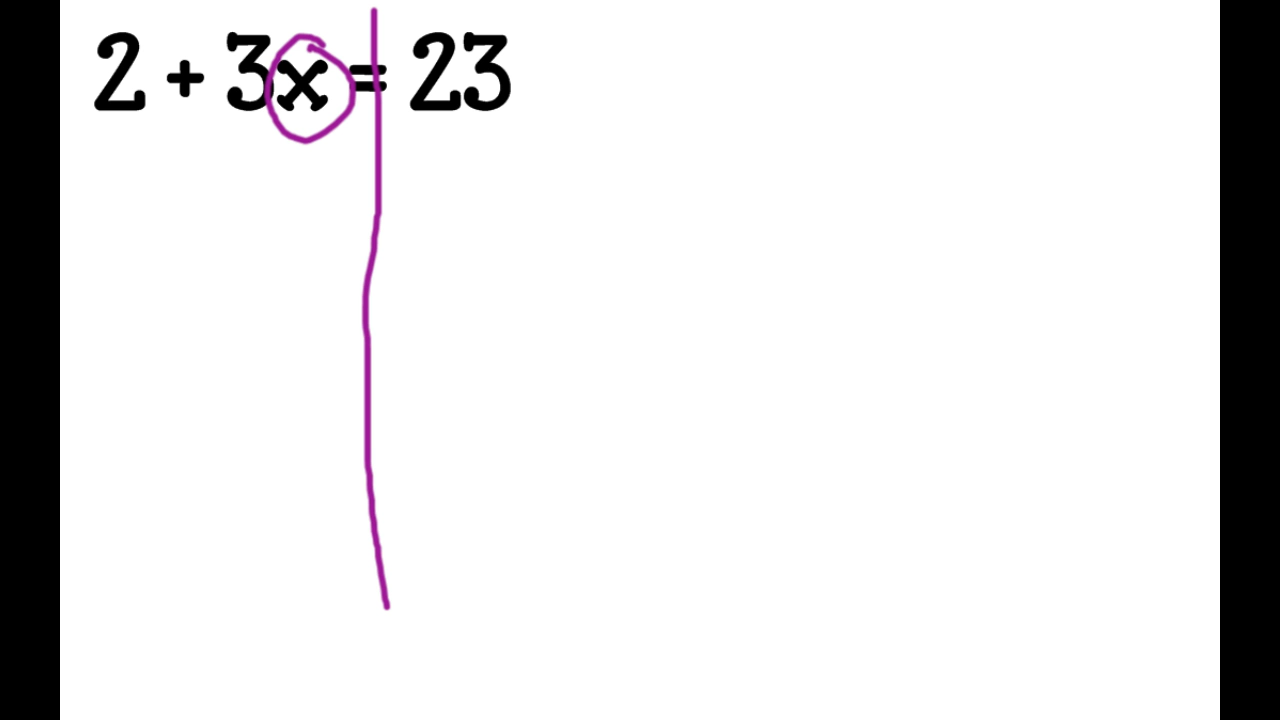 2 + 3x = 23